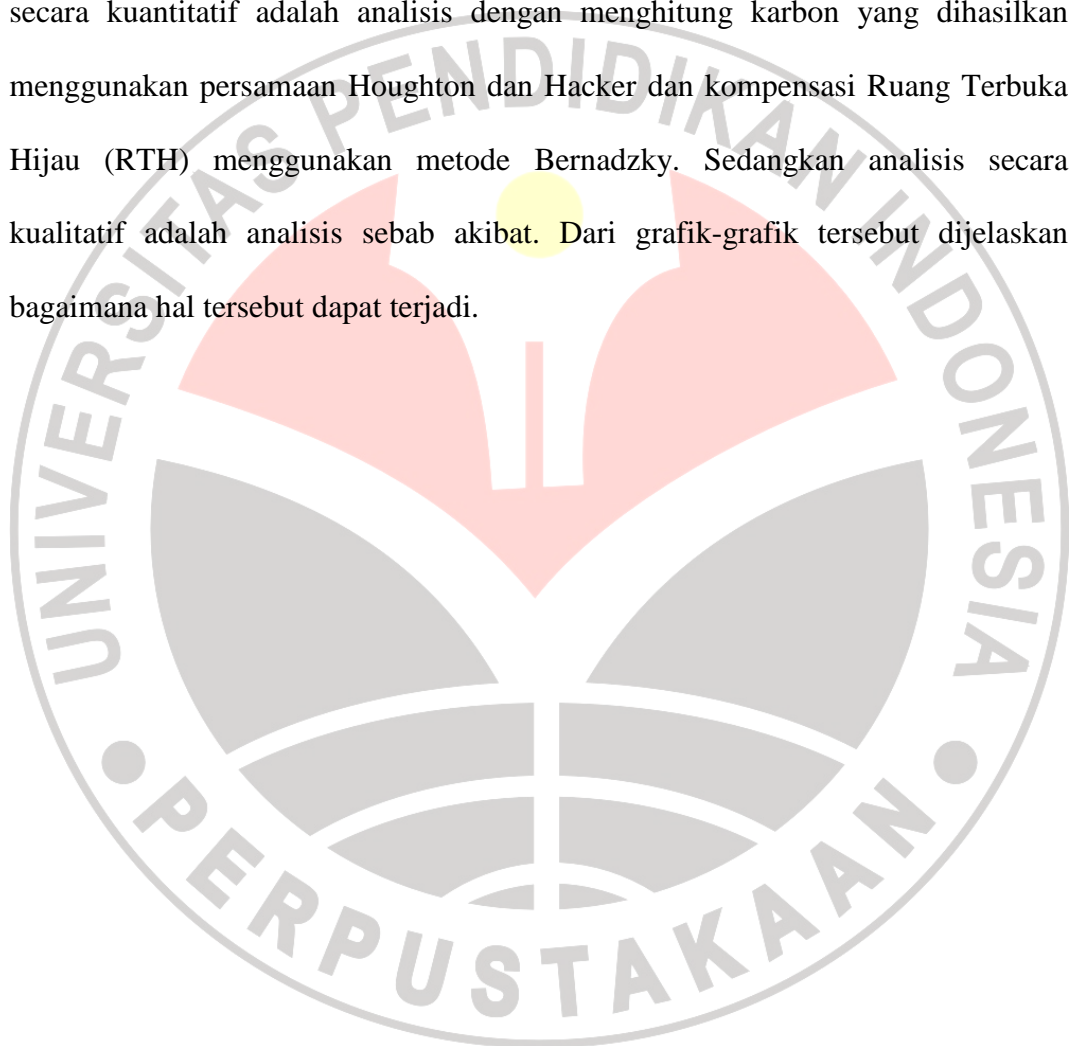 secara kuantitatif adalah analisis dengan menghitung karbon yang dihasilkan
menggunakan persamaan Houghton dan Hacker dan kompensasi Ruang Terbuka
Hijau (RTH) menggunakan metode Bernadzky. Sedangkan analisis secara
kualitatif adalah analisis sebab akibat. Dari grafik-grafik tersebut dijelaskan
bagaimana hal tersebut dapat terjadi.
UNIVERSITAS PENDIDIKAN INDONESIA
PERPUSTAKAAN